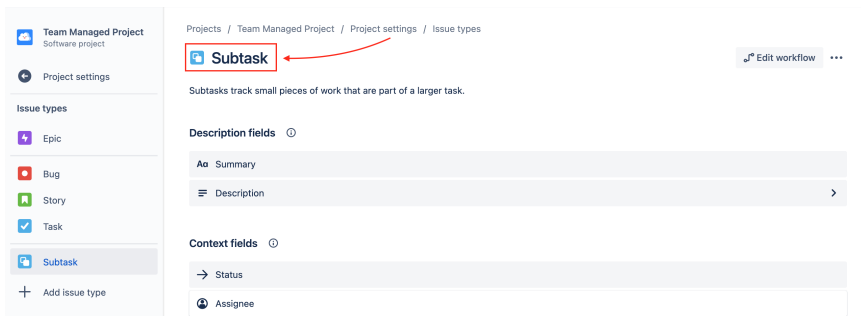 Team Managed Project
Software project
Project settings
Issue types
Epic
Bug
Story
Task
Subtask
Add issue type
Projects / Team Managed Project / Project settings / Issue types
Subtask
Edit workflow
Subtasks track small pieces of work that are part of a larger task.
Description fields
Aa Summary
Description
Context fields
Status
Assignee